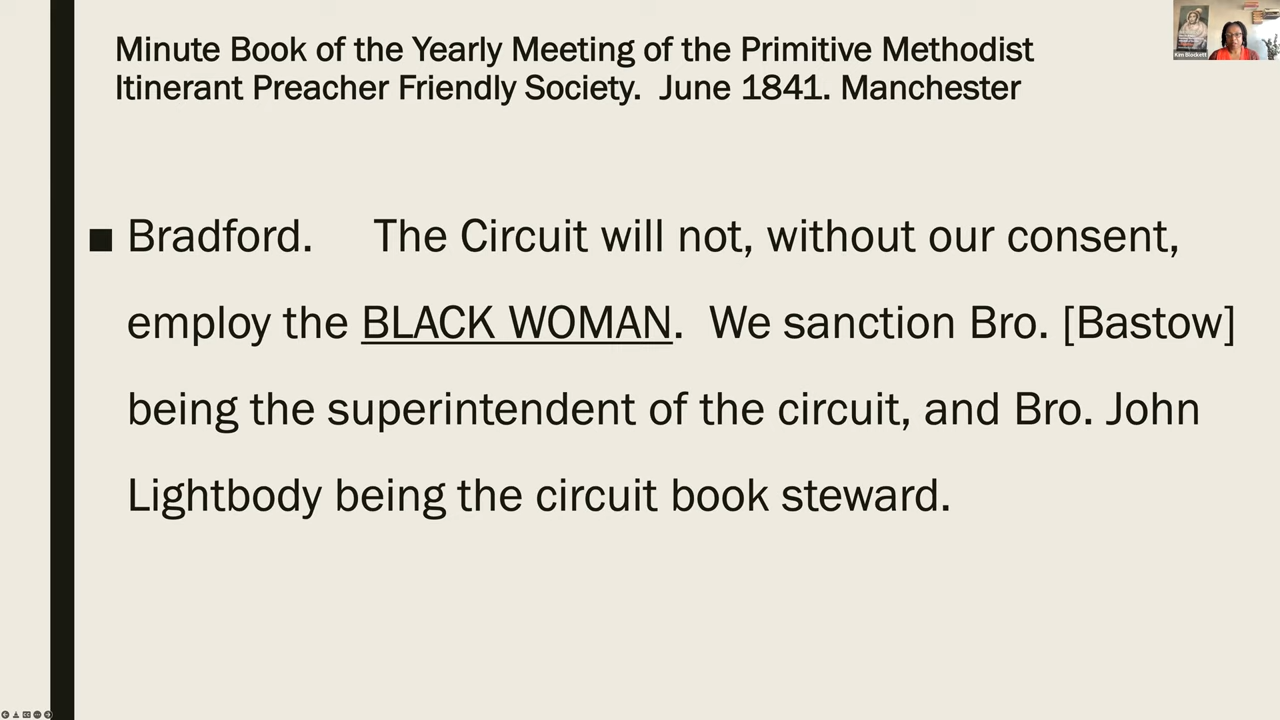 Minute Book of the Yearly Meeting of the Primitive Methodist
Itinerant Preacher Friendly Society. June 1841. Manchester
■ Bradford. The Circuit will not, without our consent,
employ the BLACK WOMAN. We sanction Bro. [Bastow]
being the superintendent of the circuit, and Bro. John
Lightbody being the circuit book steward.
Kim Blockett